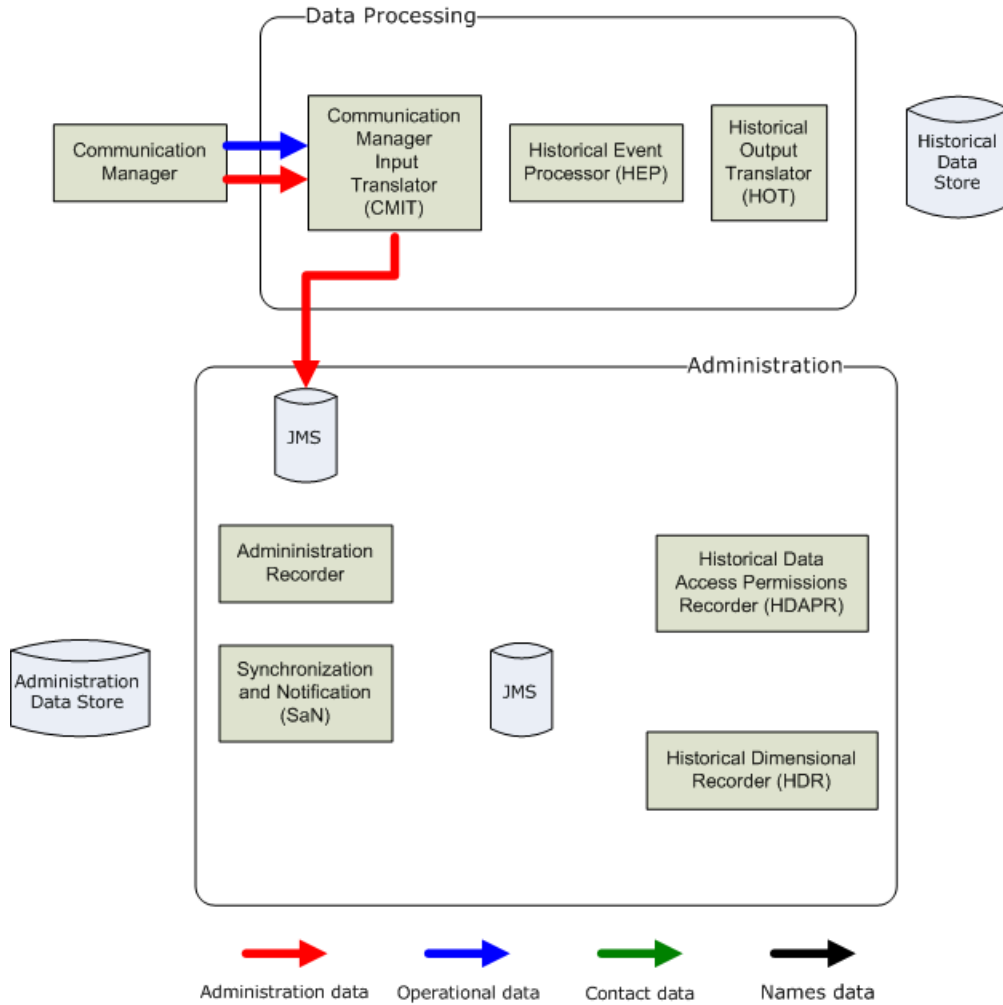 Data Processing
Communication
Manager
Communication
Manager
Input
Translator
(CMIT)
Historical Event
Processor (HEP)
Historical
Output
Translator
(HOT)
Historical
Data
Store
Administration
JMS
Admininistration
Recorder
Historical Data
Access Permissions
Recorder (HDAPR)
Administration
Data Store
Synchronization
and Notification
(SaN)
JMS
Historical Dimensional
Recorder (HDR)
Administration data
Operational data
Contact data
Names data